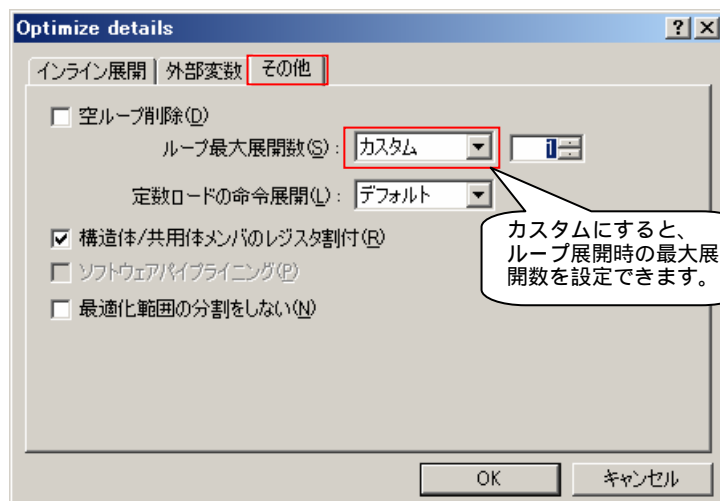 Optimize details
インライン展開 外部変数 その他
空ループ削除(D)
ループ最大展開数(S): カスタム 1
定数ロードの命令展開(L): デフォルト
カスタムにすると、
ループ展開時の最大展
開数を設定できます。
構造体/共用体メンバのレジスタ割付(R)
ソフトウェアパイプライニング(P)
最適化範囲の分割をしない(N)
OK キャンセル